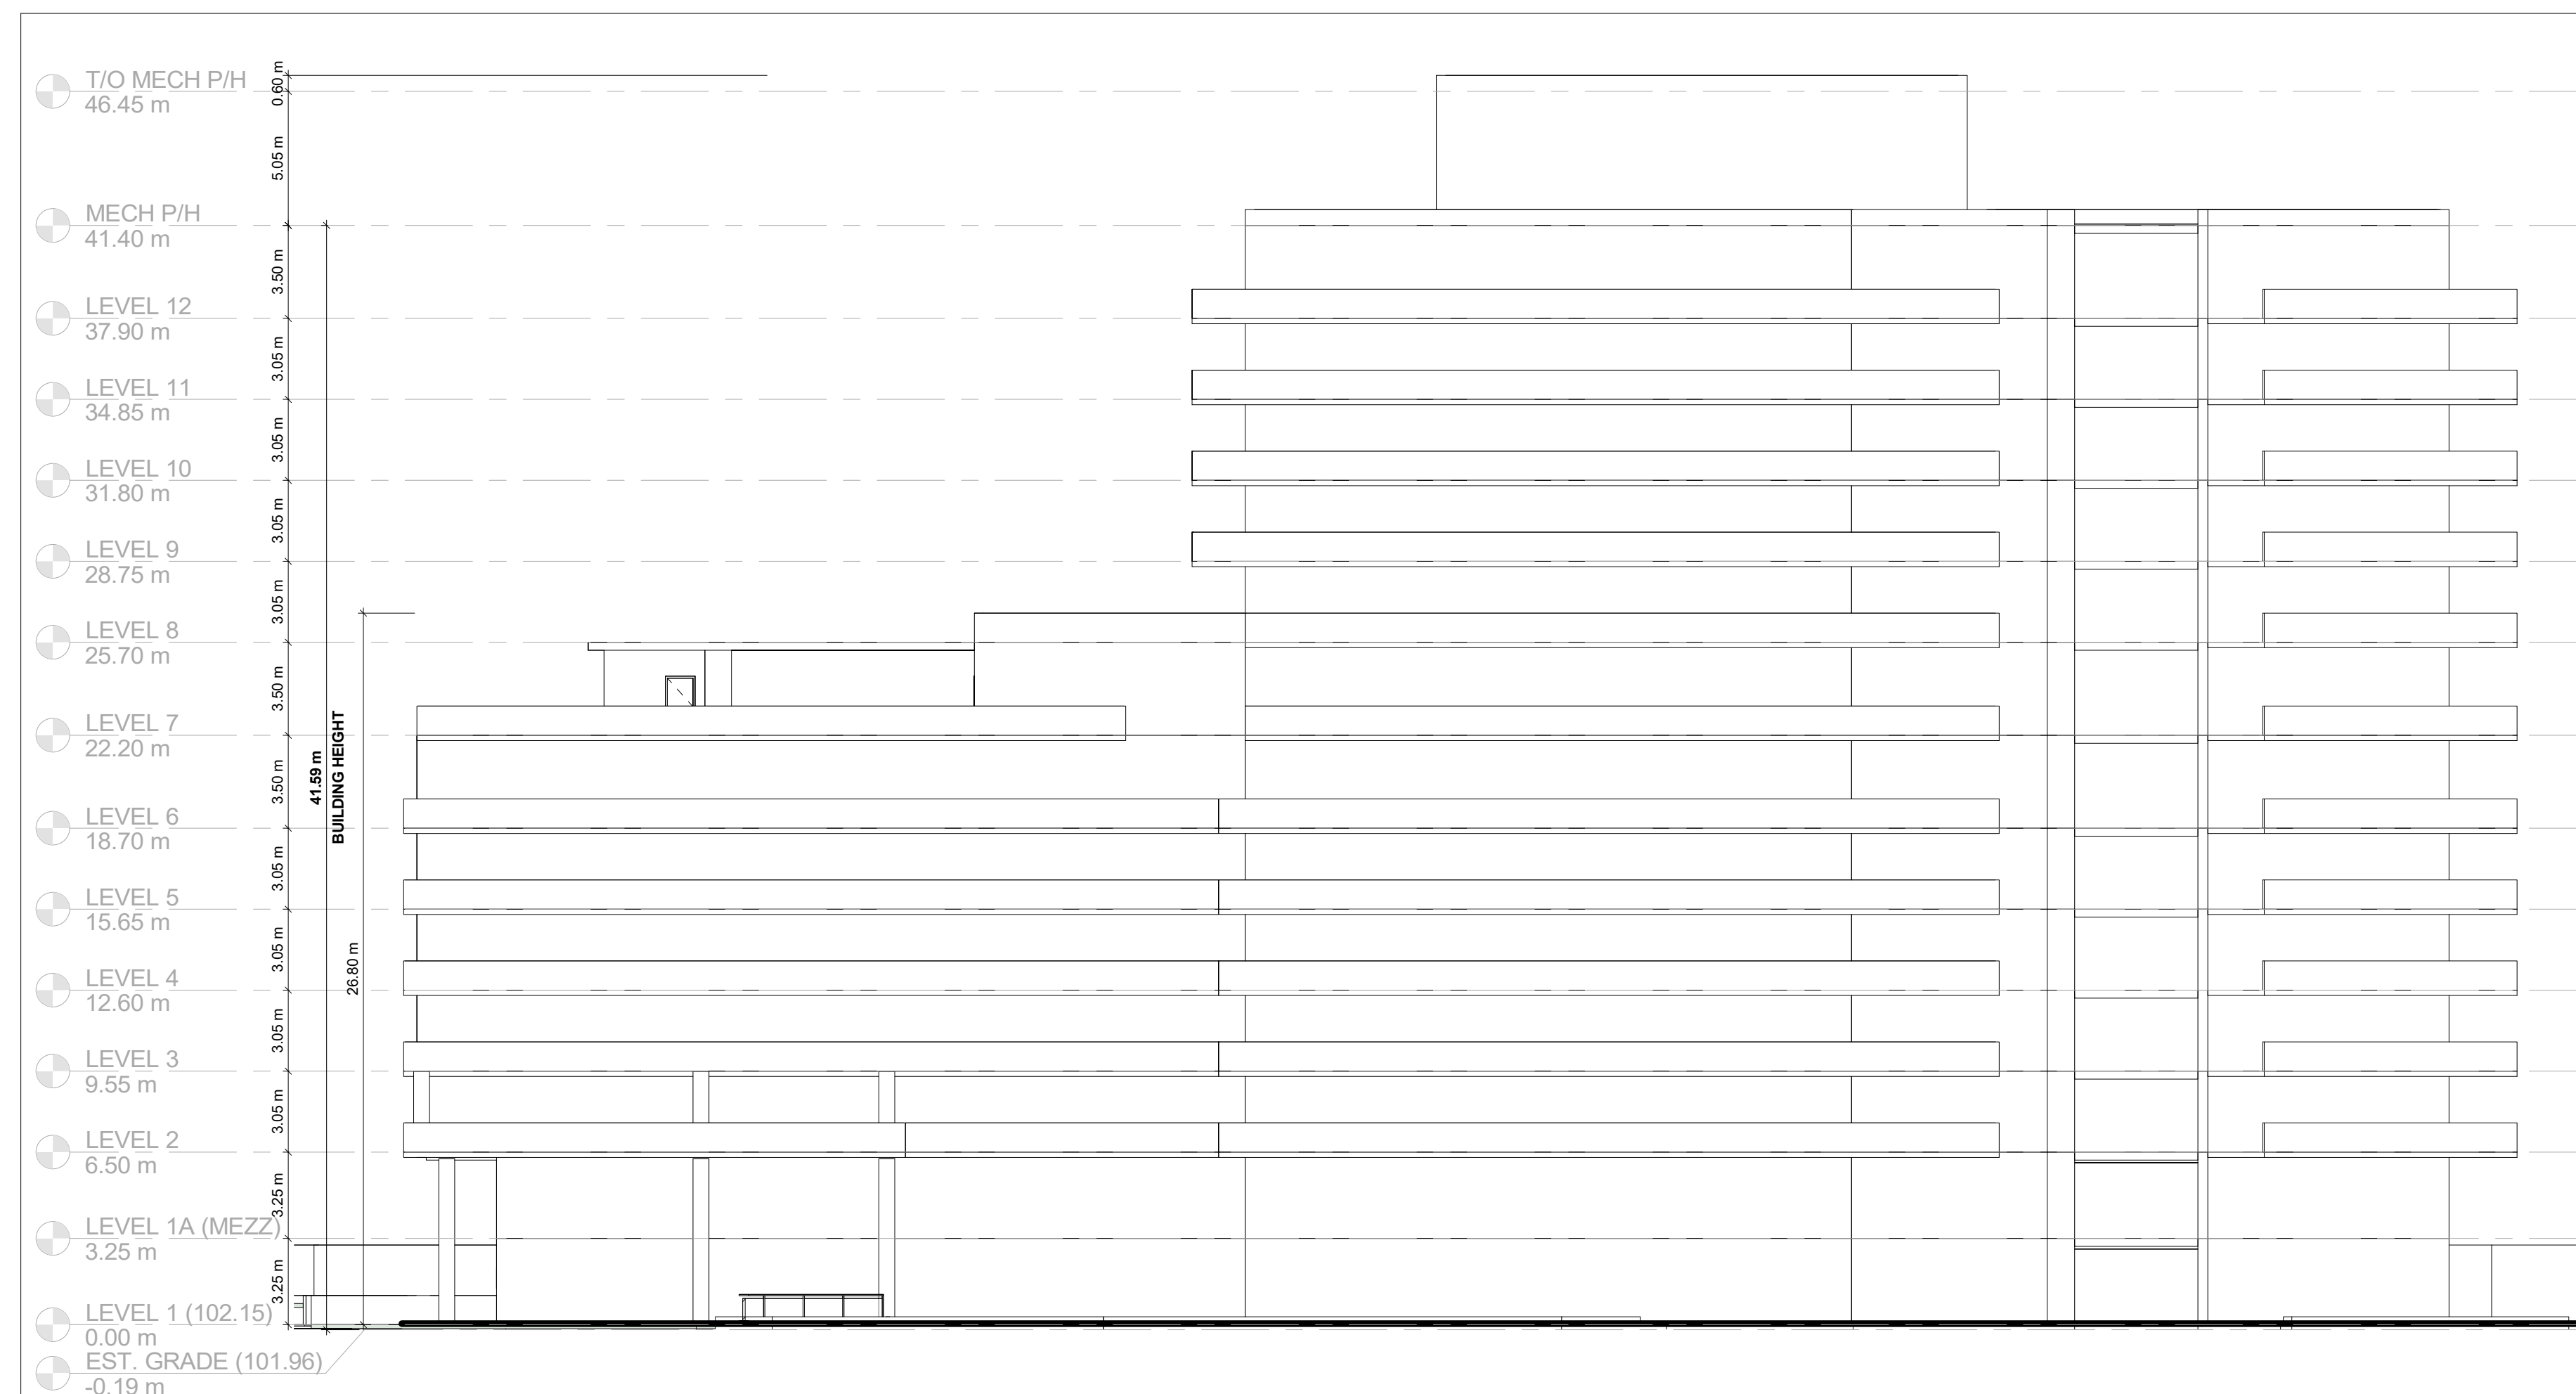 T/O MECH P/H
46.45 m
0.60 m
5.05 m
MECH P/H
41.40 m
3.50 m
LEVEL 12
37.90 m
3.05 m
LEVEL 11
34.85 m
3.05 m
LEVEL 10
31.80 m
3.05 m
LEVEL 9
28.75 m
3.05 m
LEVEL 8
25.70 m
3.50 m
LEVEL 7
22.20 m
3.50 m
41.59 m
BUILDING HEIGHT
LEVEL 6
18.70 m
3.05 m
LEVEL 5
15.65 m
3.05 m
26.80 m
LEVEL 4
12.60 m
3.05 m
LEVEL 3
9.55 m
3.05 m
LEVEL 2
6.50 m
3.25 m
LEVEL 1A (MEZZ)
3.25 m
3.25 m
LEVEL 1 (102.15)
0.00 m
EST. GRADE (101.96)
-0.19 m